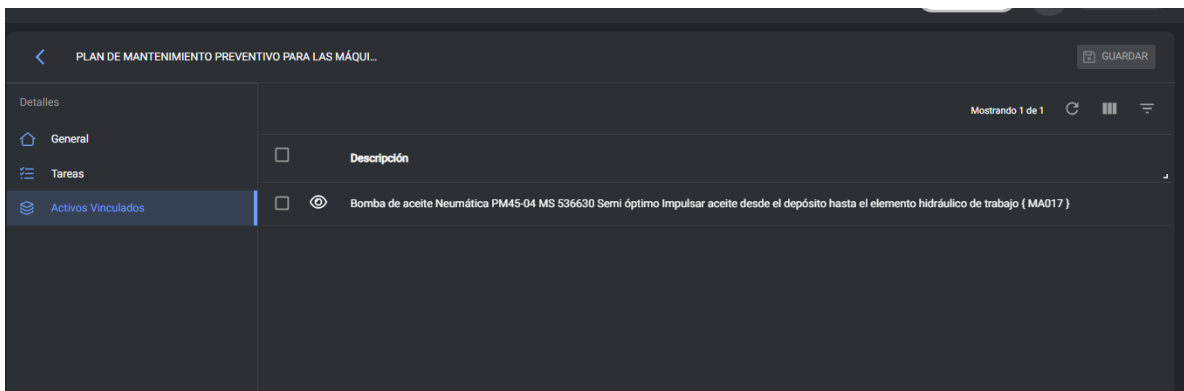 PLAN DE MANTENIMIENTO PREVENTIVO PARA LAS MÁQUI...
GUARDAR
Detalles
Mostrando 1 de 1
General
Descripción
Tareas
Activos Vinculados
Bomba de aceite Neumática PM45-04 MS 536630 Semi óptimo Impulsar aceite desde el depósito hasta el elemento hidráulico de trabajo { MA017 }